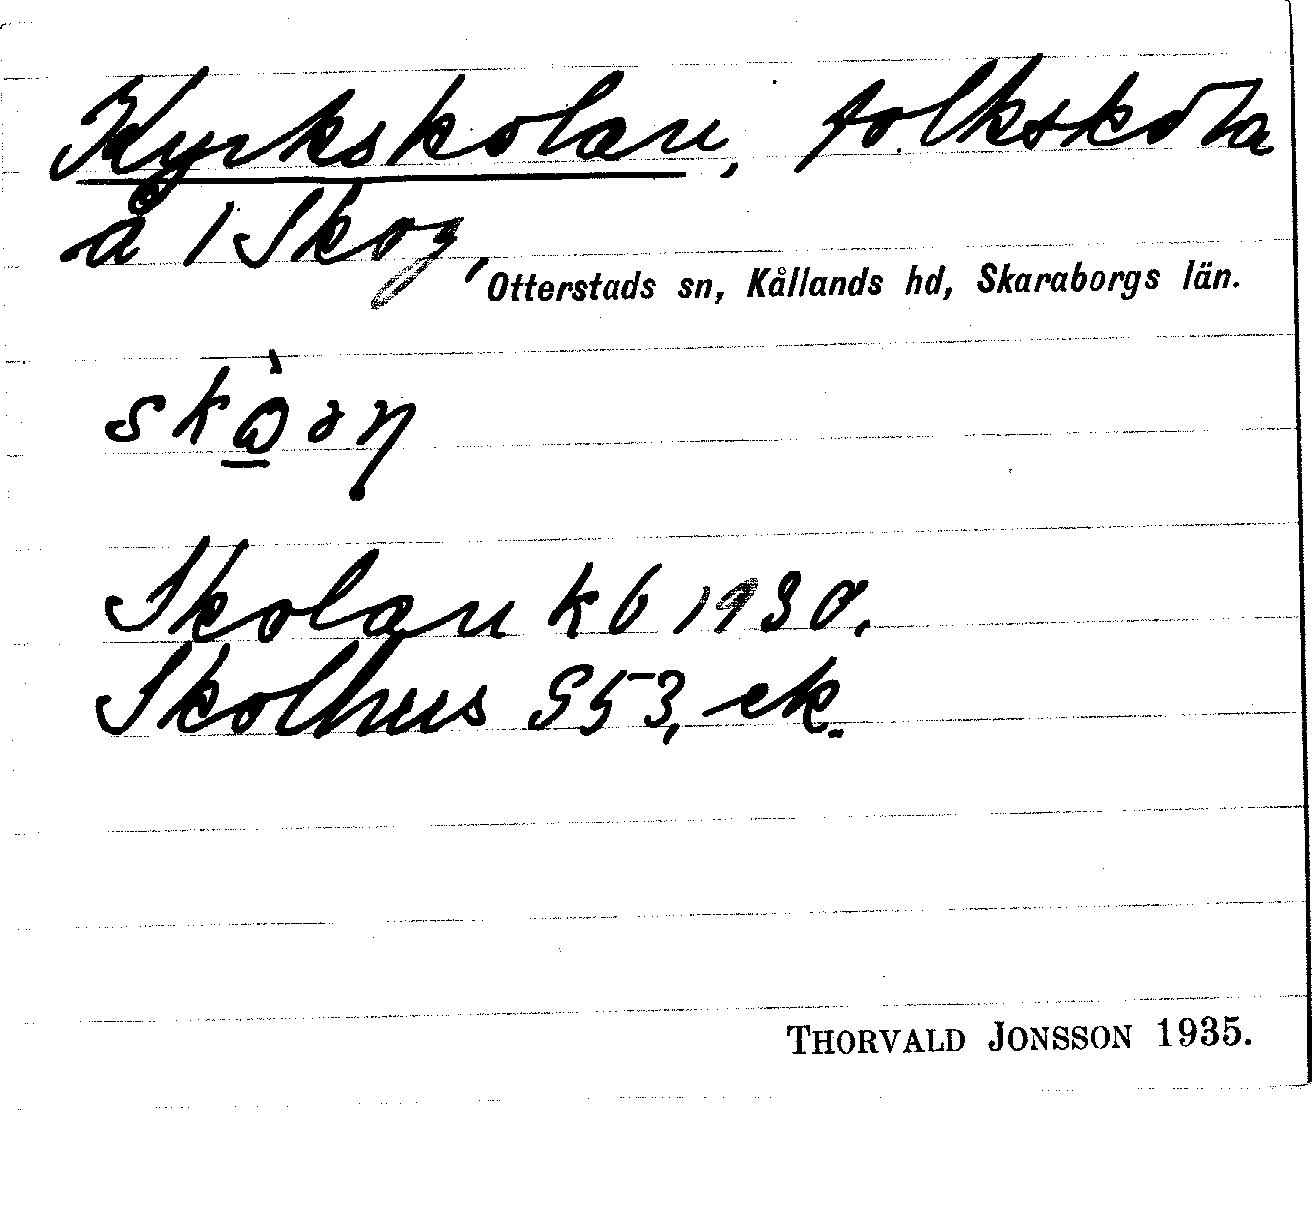 Kyrkskolan, folkskola
å 1 Skog,
Otterstads sn, Kållands hd, Skaraborgs län.
Skolan kb 1930.
Skolhus S53, ek.
THORVALD JONSSON 1935.